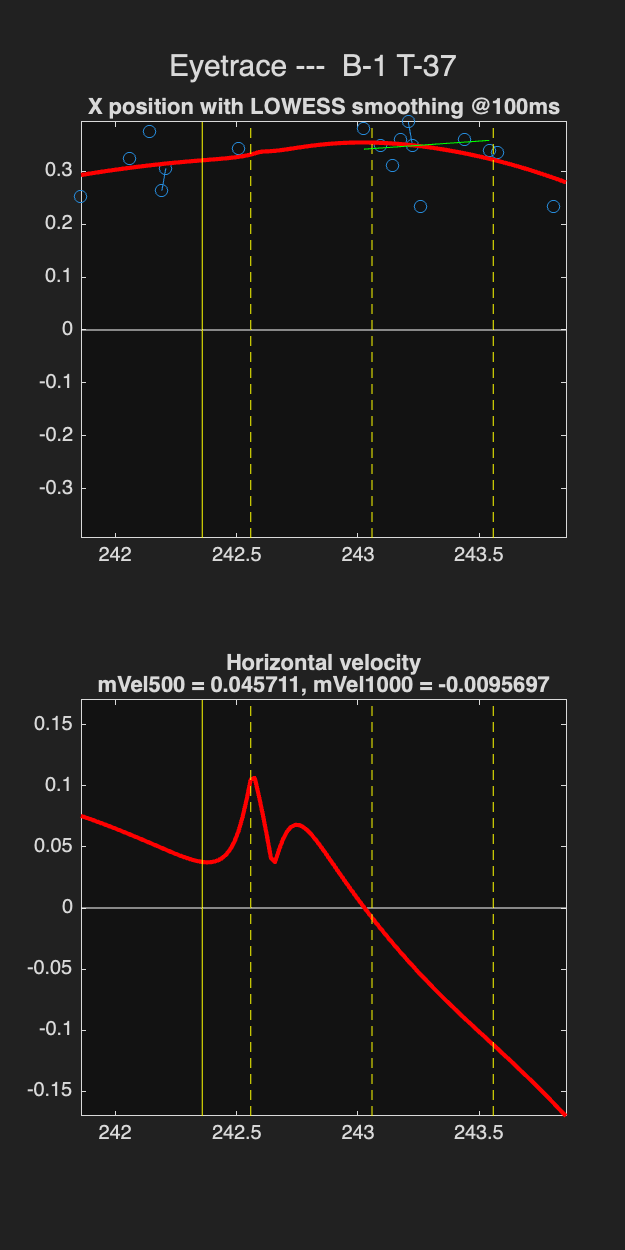 Eyetrace --- B-1 T-37
X position with LOWESS smoothing @100ms
0.3
0.2
0.1
0
-0.1
-0.2
-0.3
242 242.5 243 243.5
Horizontal velocity
mVel500 = 0.045711, mVel1000 = -0.0095697
0.15
0.1
0.05
0
-0.05
-0.1
-0.15
242 242.5 243 243.5